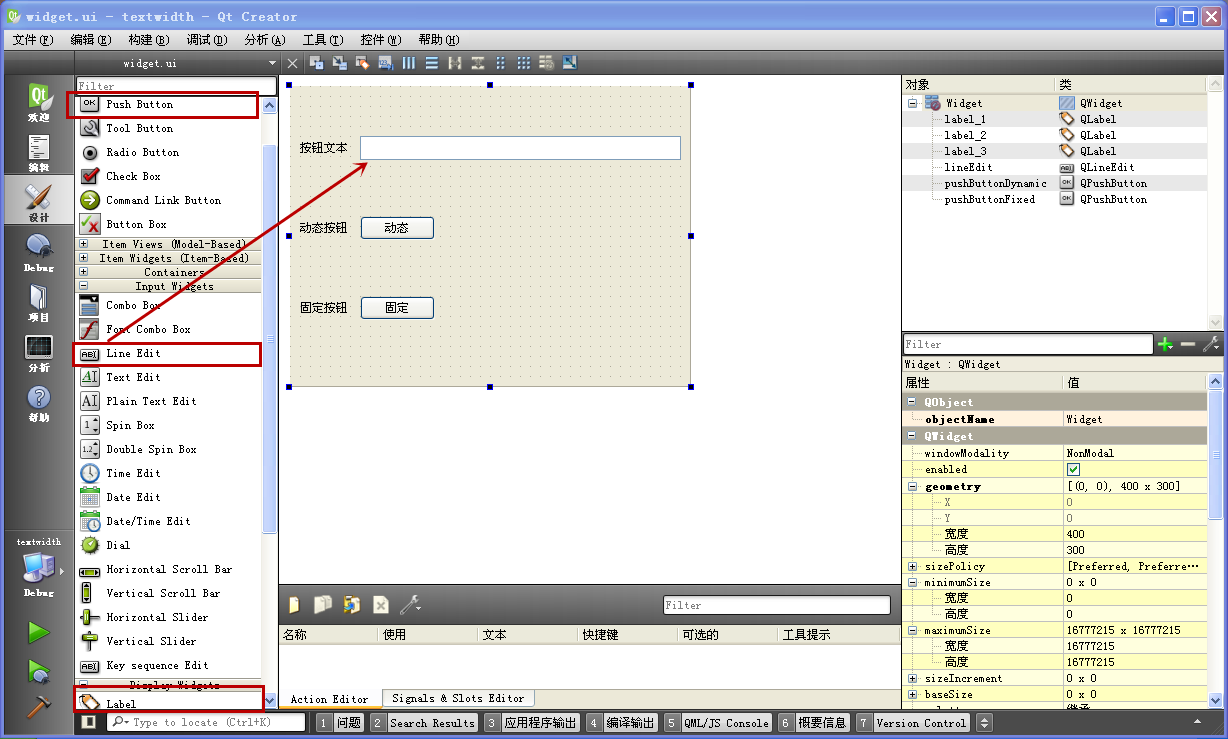 widget.ui - textwidth - Qt Creator
文件(F) 编辑(E) 构建(B) 调试(D) 分析(A) 工具(T) 控件(W) 帮助(H)
widget.ui
欢迎
编辑
设计
Debug
项目
分析
帮助
textwidth
Debug
Filter
Push Button
Tool Button
Radio Button
Check Box
Command Link Button
Button Box
Item Views (Model-Based)
Item Widgets (Item-Based)
Containers
Input Widgets
Combo Box
Font Combo Box
Line Edit
Text Edit
Plain Text Edit
Spin Box
Double Spin Box
Time Edit
Date Edit
Date/Time Edit
Dial
Horizontal Scroll Bar
Vertical Scroll Bar
Horizontal Slider
Vertical Slider
Key sequence Edit
Display Widgets
Label
按钮文本
动态按钮 动态
固定按钮 固定
Filter
名称 使用 文本 快捷键 可选的 工具提示
Action Editor Signals & Slots Editor
对象 类
Widget QWidget
label_1 QLabel
label_2 QLabel
label_3 QLabel
lineEdit QLineEdit
pushButtonDynamic QPushButton
pushButtonFixed QPushButton
Filter
Widget : QWidget
属性 值
QObject
objectName Widget
QWidget
windowModality NonModal
enabled
geometry [(0, 0), 400 x 300]
X 0
Y 0
宽度 400
高度 300
sizePolicy [Preferred, Preferre…
minimumSize 0 x 0
宽度 0
高度 0
maximumSize 16777215 x 16777215
宽度 16777215
高度 16777215
sizeIncrement 0 x 0
baseSize 0 x 0
Type to locate (Ctrl+K) 1 问题 2 Search Results 3 应用程序输出 4 编译输出 5 QML/JS Console 6 概要信息 7 Version Control